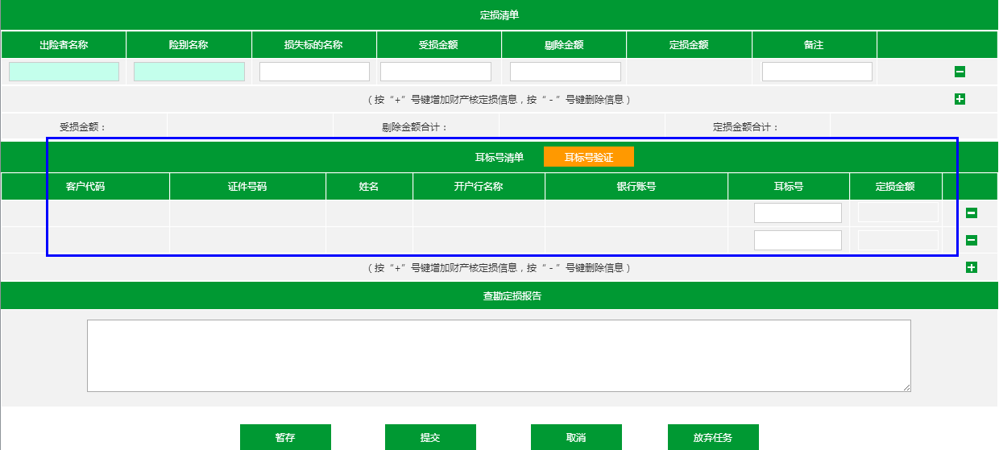 定损清单
出险者名称 险别名称 损失标的名称 受损金额 剔除金额 定损金额 备注
（按“+”号键增加财产核定损信息，按“-”号键删除信息）
受损金额： 剔除金额合计： 定损金额合计：
耳标号清单 耳标号验证
客户代码 证件号码 姓名 开户行名称 银行账号 耳标号 定损金额
（按“+”号键增加财产核定损信息，按“-”号键删除信息）
查勘定损报告
暂存 提交 取消 放弃任务